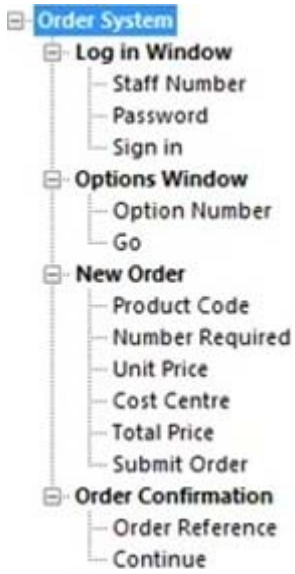 Order System
Log in Window
Staff Number
Password
Sign in
Options Window
Option Number
Go
New Order
Product Code
Number Required
Unit Price
Cost Centre
Total Price
Submit Order
Order Confirmation
Order Reference
Continue